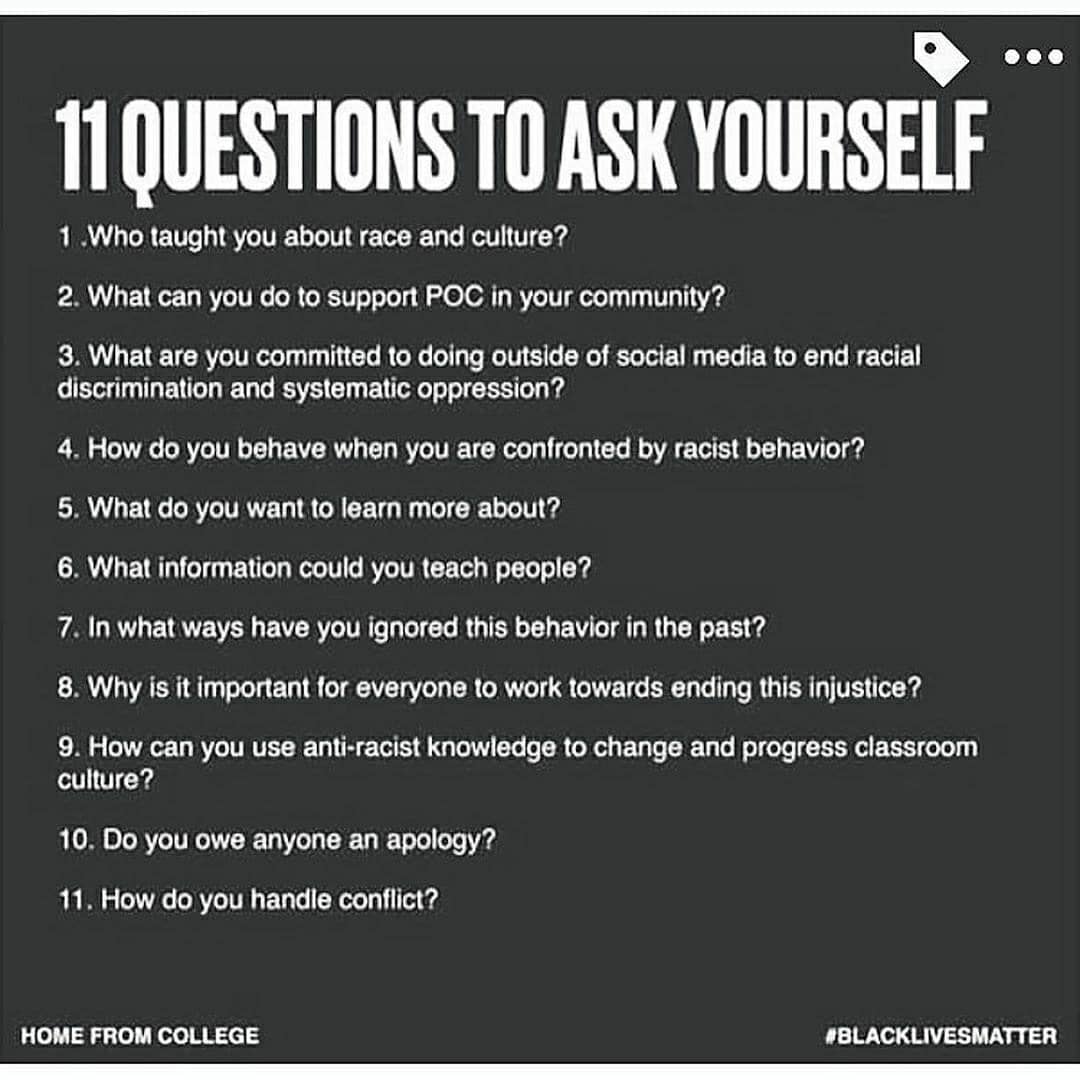 11 QUESTIONS TO ASK YOURSELF
1 .Who taught you about race and culture?
2. What can you do to support POC in your community?
3. What are you committed to doing outside of social media to end racial
discrimination and systematic oppression?
4. How do you behave when you are confronted by racist behavior?
5. What do you want to learn more about?
6. What information could you teach people?
7. In what ways have you ignored this behavior in the past?
8. Why is it important for everyone to work towards ending this injustice?
9. How can you use anti-racist knowledge to change and progress classroom
culture?
10. Do you owe anyone an apology?
11. How do you handle conflict?
HOME FROM COLLEGE
#BLACKLIVESMATTER